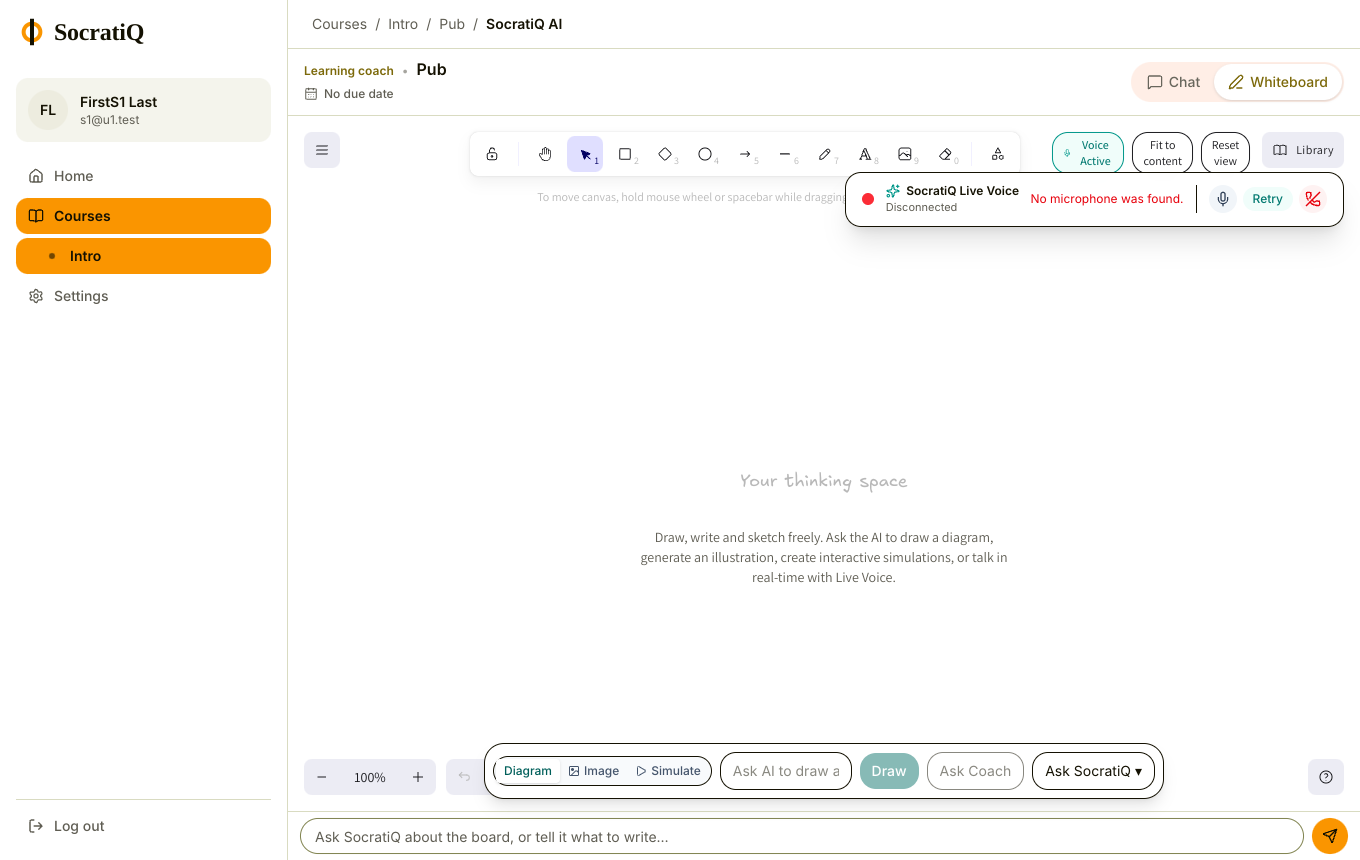 SocratiQ
FL
FirstS1 Last
s1@u1.test
Home
Courses
Intro
Settings
Log out
Courses / Intro / Pub / SocratiQ AI
Learning coach • Pub
No due date
Chat
Whiteboard
1
2
3
4
5
6
7
8
9
0
Voice
Active
Fit to
content
Reset
view
Library
To move canvas, hold mouse wheel or spacebar while dragging
SocratiQ Live Voice
Disconnected
No microphone was found.
Retry
Your thinking space
Draw, write and sketch freely. Ask the AI to draw a diagram,
generate an illustration, create interactive simulations, or talk in
real-time with Live Voice.
100%
Diagram
Image
Simulate
Ask AI to draw a
Draw
Ask Coach
Ask SocratiQ ▾
Ask SocratiQ about the board, or tell it what to write...